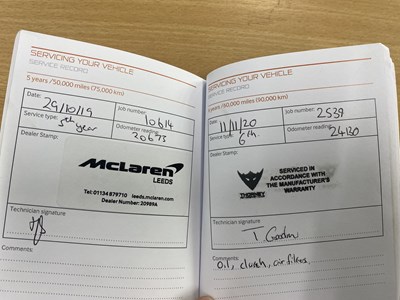 SERVICING YOUR VEHICLE
SERVICE RECORD
5 years /50,000 miles (75,000 km)
Date: 29/10/19
Job number: 10614
Service type: 5th year
Odometer reading: 20675
Dealer Stamp:
McLaren
LEEDS
Tel: 01134 879710 leeds.mclaren.com
Dealer Number: 20989A
Technician signature
Comments:
SERVICING YOUR VEHICLE
SERVICE RECORD
6 years /60,000 miles (90,000 km)
Date: 11/11/20
Job number: 2539
Service type: 6th.
Odometer reading: 24130
Dealer Stamp:
THORNEY
SERVICED IN
ACCORDANCE WITH
THE MANUFACTURER'S
WARRANTY
Technician signature
Comments:
Oil, clutch, air filters.